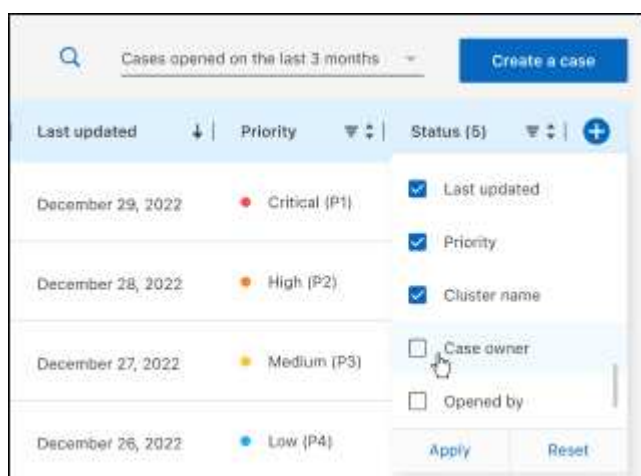 Cases opened on the last 3 months
Create a case
Last updated
Priority
Status (5)
December 29, 2022
Critical (P1)
Last updated
Priority
December 28, 2022
High (P2)
Cluster name
Case owner
December 27, 2022
Medium (P3)
Opened by
December 26, 2022
Low (P4)
Apply
Reset